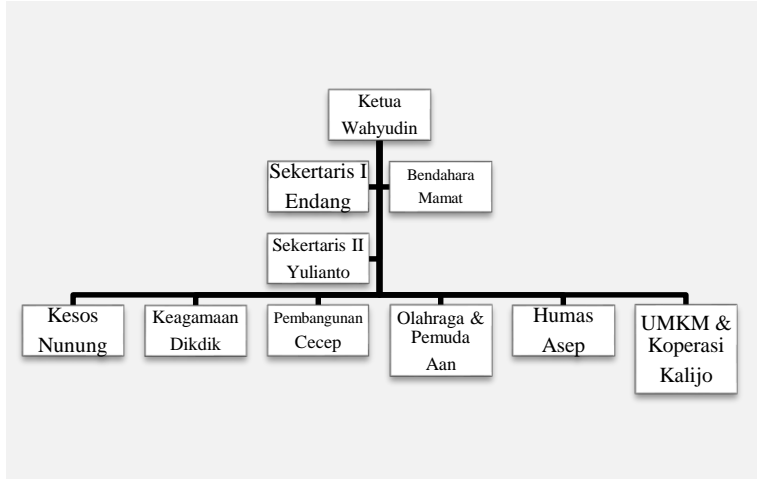 Ketua
Wahyudin
Sekertaris I
Endang
Bendahara
Mamat
Sekertaris II
Yulianto
Kesos
Nunung
Keagamaan
Dikdik
Pembangunan
Cecep
Olahraga &
Pemuda
Aan
Humas
Asep
UMKM &
Koperasi
Kalijo